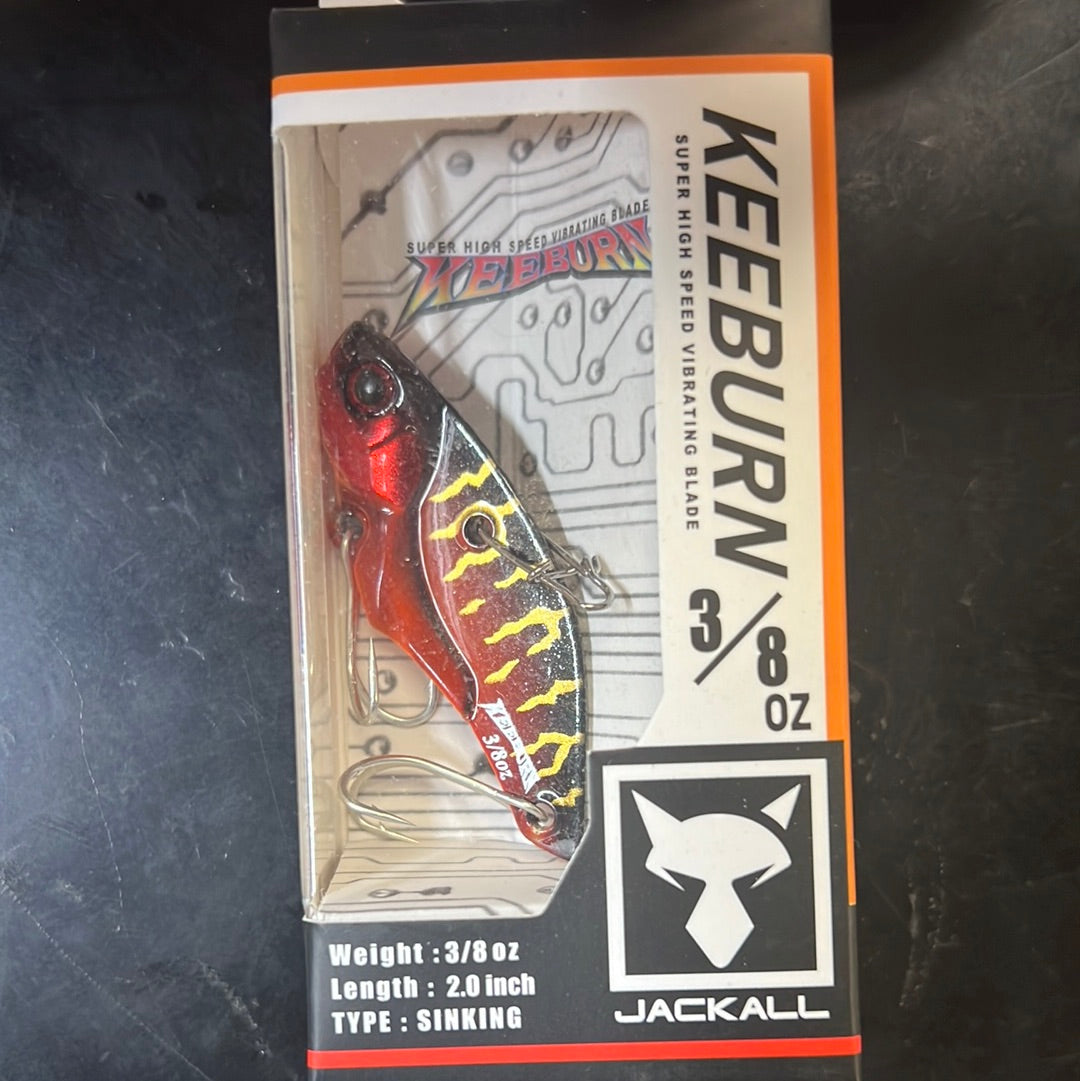 SUPER HIGH SPEED VIBRATING BLADE
KEEBURN
KEEBURN
SUPER HIGH SPEED VIBRATING BLADE
3/8 OZ
KEEBURN
3/8oz
Weight : 3/8 oz
Length : 2.0 inch
TYPE : SINKING
JACKALL